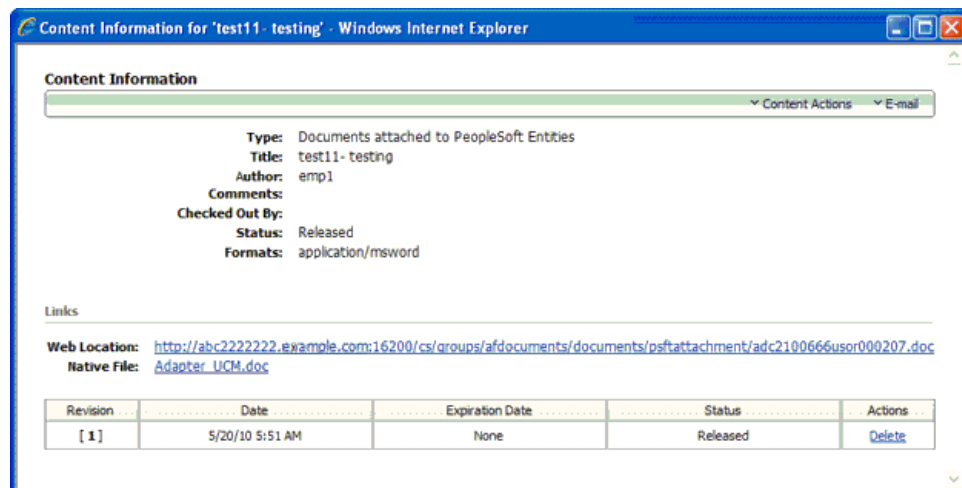 Content Information for 'test11- testing' - Windows Internet Explorer
Content Information
Content Actions E-mail
Type: Documents attached to PeopleSoft Entities
Title: test11- testing
Author: emp1
Comments:
Checked Out By:
Status: Released
Formats: application/msword
Links
Web Location: http://abc2222222.example.com:16200/cs/groups/afdocuments/documents/psftattachment/adc2100666usor000207.doc
Native File: Adapter_UCM.doc
Revision Date Expiration Date Status Actions
[ 1 ] 5/20/10 5:51 AM None Released Delete